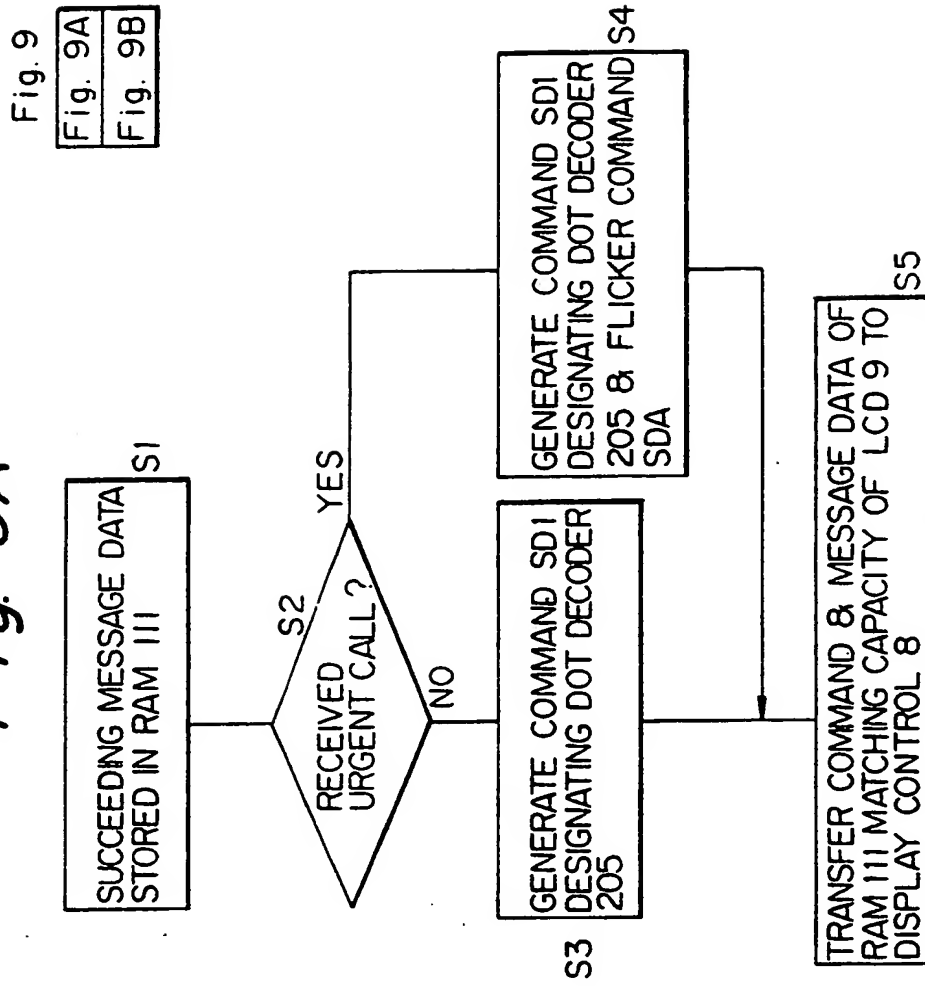 Fig. 9
Fig. 9A
Fig. 9B
SUCCEEDING MESSAGE DATA
STORED IN RAM 111
S1
S2
RECEIVED
URGENT CALL?
YES
NO
S3
GENERATE COMMAND SD1
DESIGNATING DOT DECODER
205
GENERATE COMMAND SD1
DESIGNATING DOT DECODER
205 & FLICKER COMMAND
SDA
S4
TRANSFER COMMAND & MESSAGE DATA OF
RAM 111 MATCHING CAPACITY OF LCD 9 TO
DISPLAY CONTROL 8
S5